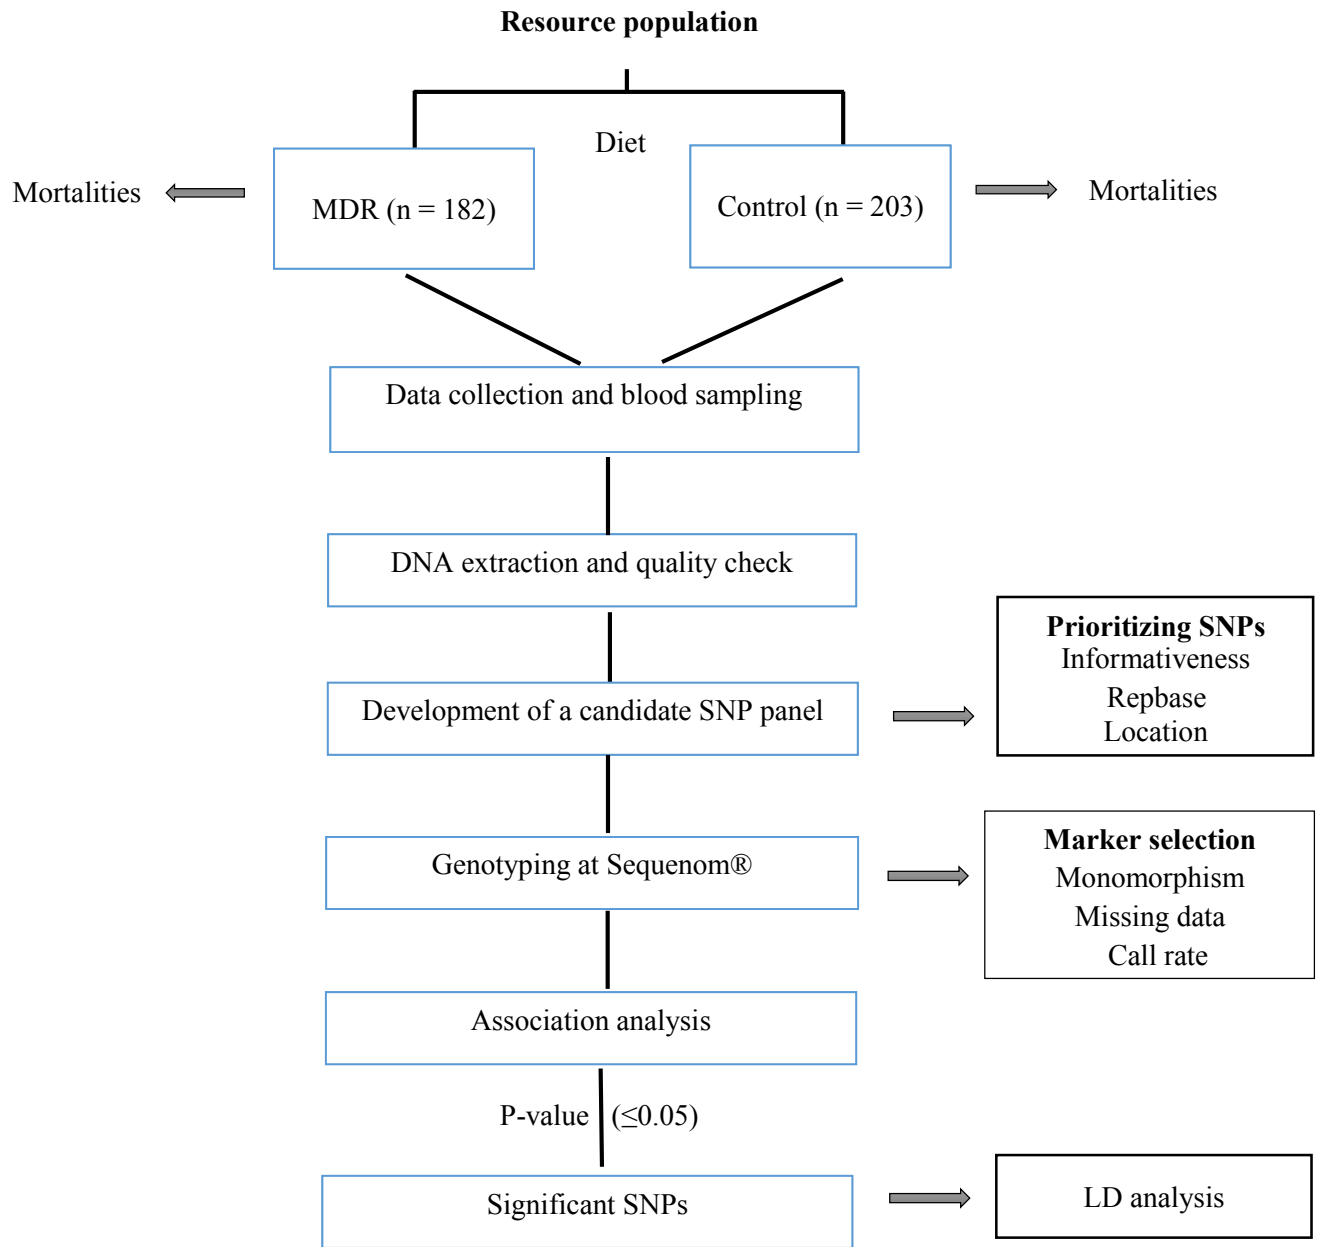 Resource population
Diet
Mortalities
MDR (n = 182)
Control (n = 203)
Mortalities
Data collection and blood sampling
DNA extraction and quality check
Prioritizing SNPs
Informativeness
Repbase
Location
Development of a candidate SNP panel
Marker selection
Monomorphism
Missing data
Call rate
Genotyping at Sequenom®
Association analysis
P-value (≤0.05)
Significant SNPs
LD analysis